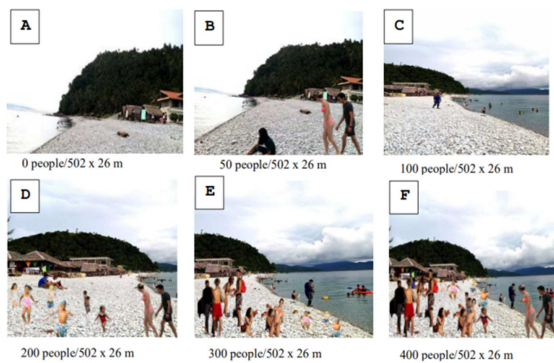 A
B
C
0 people/502 x 26 m
50 people/502 x 26 m
100 people/502 x 26 m
D
E
F
200 people/502 x 26 m
300 people/502 x 26 m
400 people/502 x 26 m